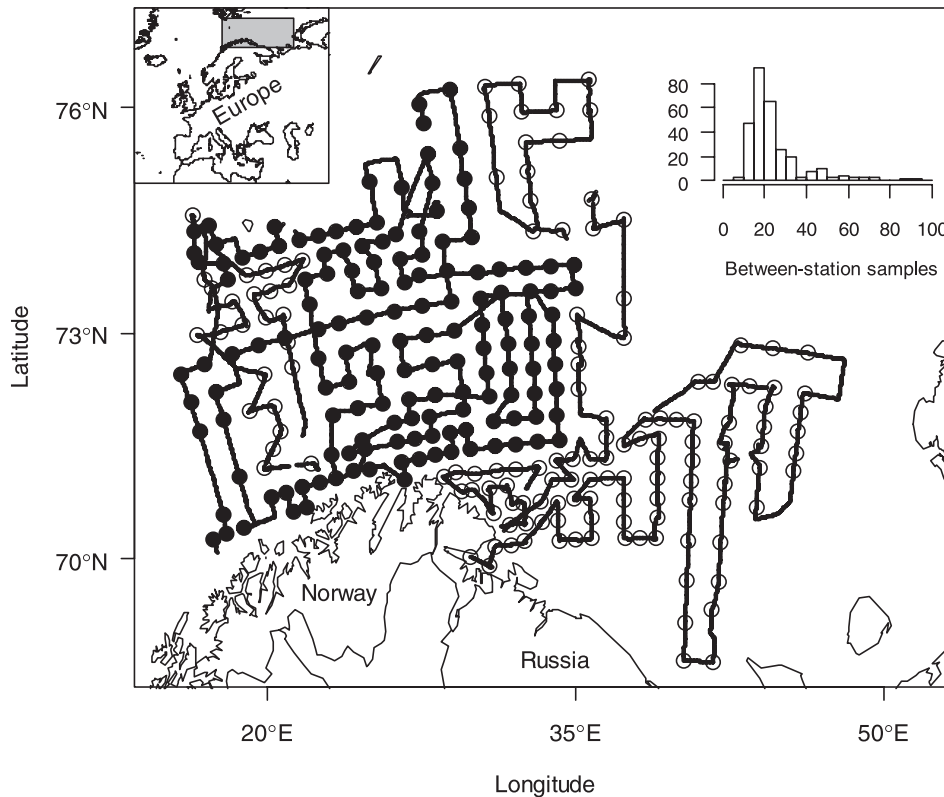 Europe
76°N
73°N
70°N
Latitude
80
60
40
20
0
0 20 40 60 80 100
Between-station samples
Norway
Russia
20°E 35°E 50°E
Longitude